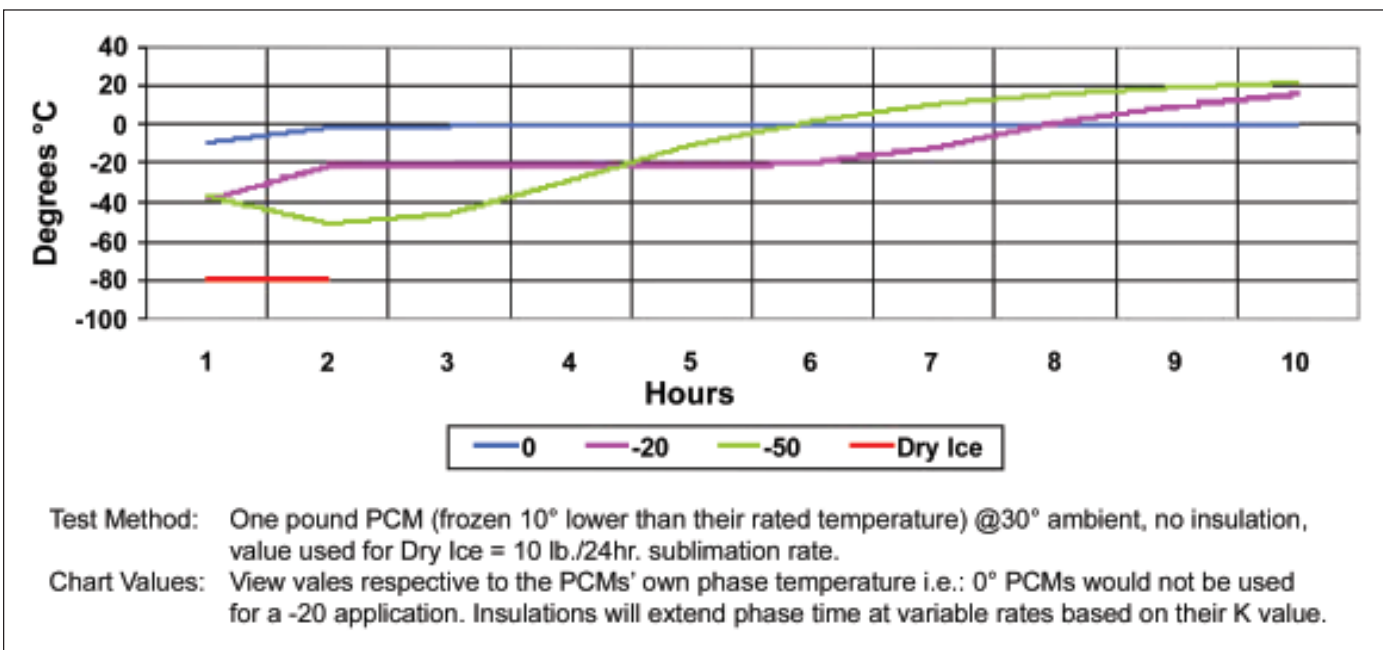 40
20
0
-20
-40
-60
-80
-100
Degrees °C
1 2 3 4 5 6 7 8 9 10
Hours
0 -20 -50 Dry Ice
Test Method: One pound PCM (frozen 10° lower than their rated temperature) @30° ambient, no insulation,
value used for Dry Ice = 10 lb./24hr. sublimation rate.
Chart Values: View vales respective to the PCMs' own phase temperature i.e.: 0° PCMs would not be used
for a -20 application. Insulations will extend phase time at variable rates based on their K value.